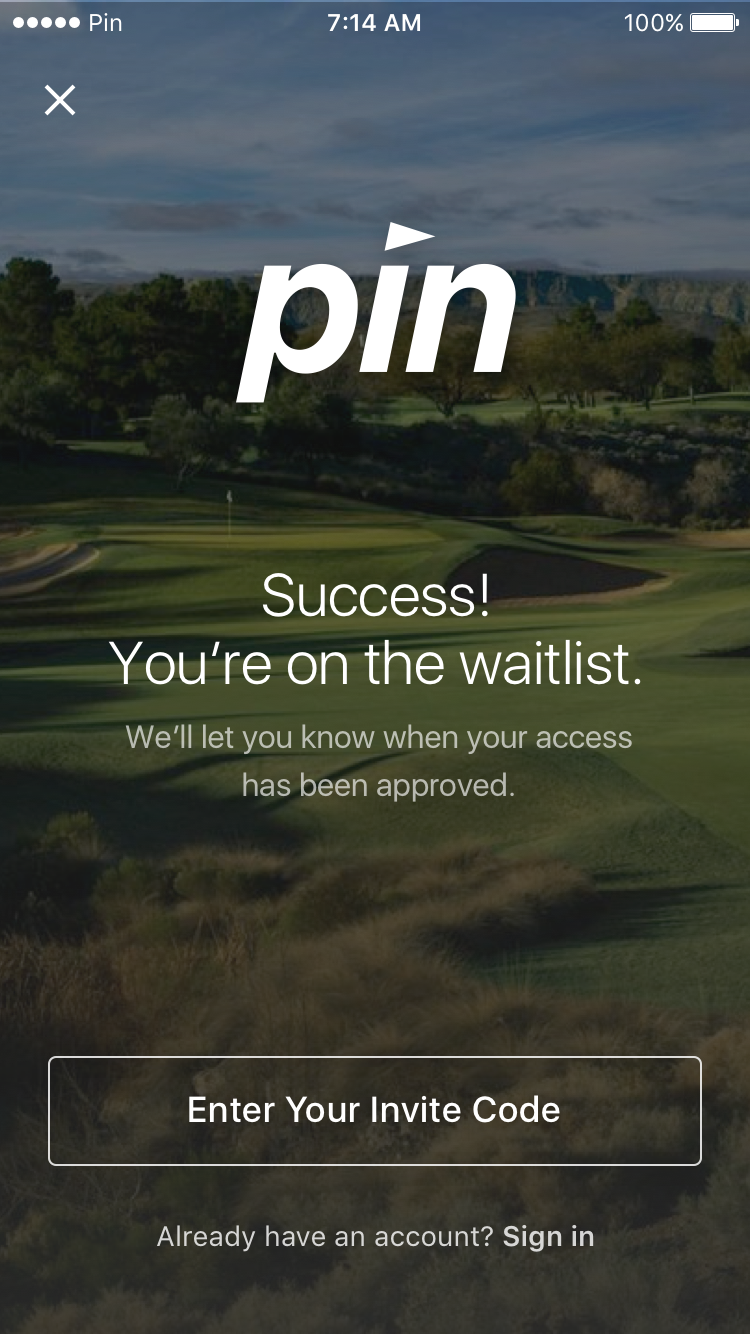 Pin 7:14 AM 100%
pin
Success!
You’re on the waitlist.
We’ll let you know when your access
has been approved.
Enter Your Invite Code
Already have an account? Sign in